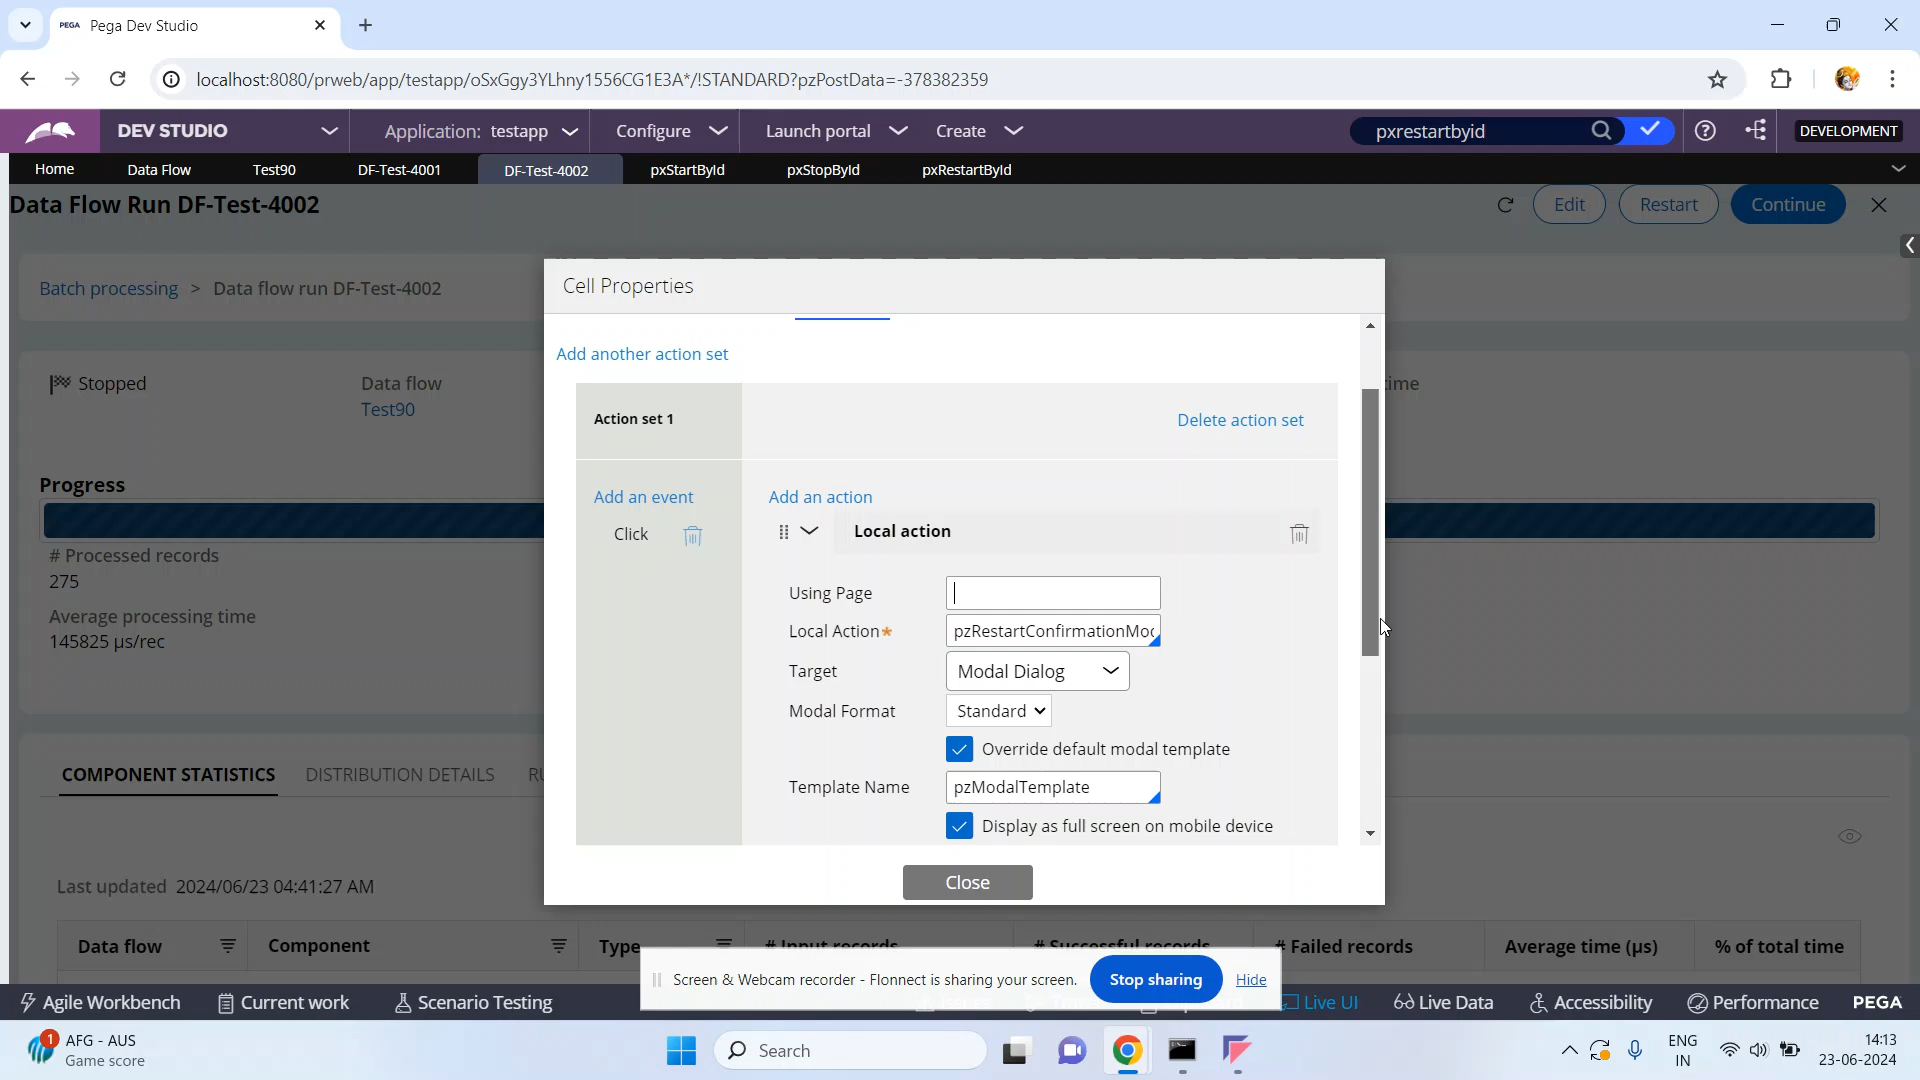 PEGA Pega Dev Studio
localhost:8080/prweb/app/testapp/oSxGgy3YLhny1556CG1E3A*/!STANDARD?pzPostData=-378382359
DEV STUDIO Application: testapp Configure Launch portal Create pxrestartbyid DEVELOPMENT
Home Data Flow Test90 DF-Test-4001 DF-Test-4002 pxStartById pxStopById pxRestartById
Data Flow Run DF-Test-4002 Edit Restart Continue
Batch processing > Data flow run DF-Test-4002
Stopped Data flow
Test90
Progress
# Processed records
275
Average processing time
145825 µs/rec
COMPONENT STATISTICS DISTRIBUTION DETAILS
Last updated 2024/06/23 04:41:27 AM
Data flow Component Type # Input records # Successful records # Failed records Average time (µs) % of total time
Cell Properties
Add another action set
Action set 1 Delete action set
Add an event Add an action
Click Local action
Using Page
Local Action* pzRestartConfirmationMod
Target Modal Dialog
Modal Format Standard
Override default modal template
Template Name pzModalTemplate
Display as full screen on mobile device
Close
Screen & Webcam recorder - Flonnect is sharing your screen. Stop sharing Hide
Agile Workbench Current work Scenario Testing Live UI Live Data Accessibility Performance PEGA
1 AFG - AUS
Game score
Search
ENG
IN
14:13
23-06-2024